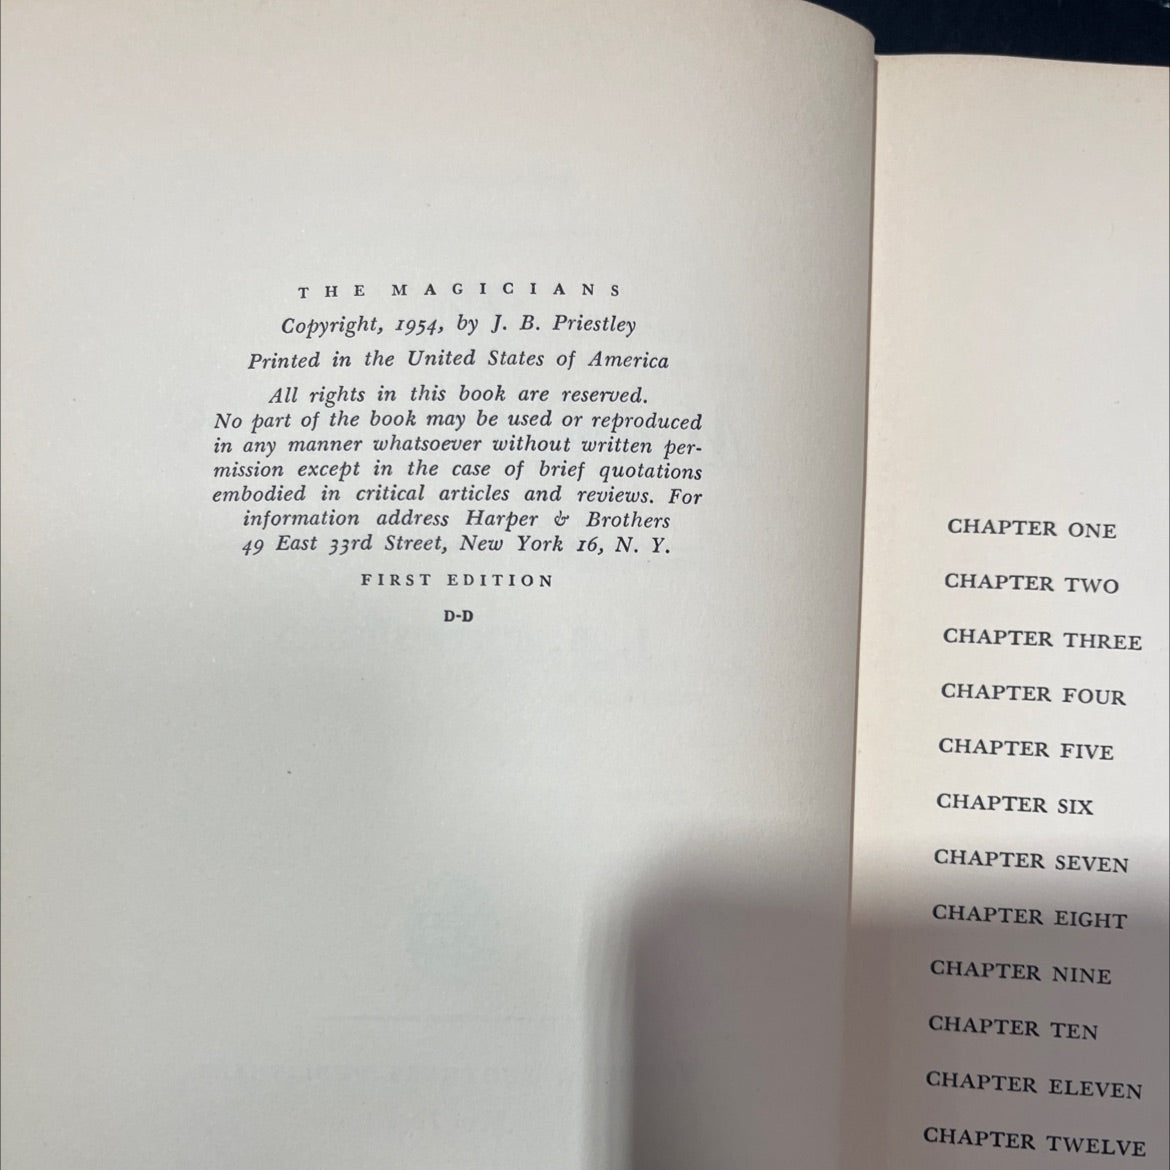 THE MAGICIANS
Copyright, 1954, by J. B. Priestley
Printed in the United States of America
All rights in this book are reserved.
No part of the book may be used or reproduced
in any manner whatsoever without written per-
mission except in the case of brief quotations
embodied in critical articles and reviews. For
information address Harper & Brothers
49 East 33rd Street, New York 16, N. Y.
FIRST EDITION
D-D
CHAPTER ONE
CHAPTER TWO
CHAPTER THREE
CHAPTER FOUR
CHAPTER FIVE
CHAPTER SIX
CHAPTER SEVEN
CHAPTER EIGHT
CHAPTER NINE
CHAPTER TEN
CHAPTER ELEVEN
CHAPTER TWELVE